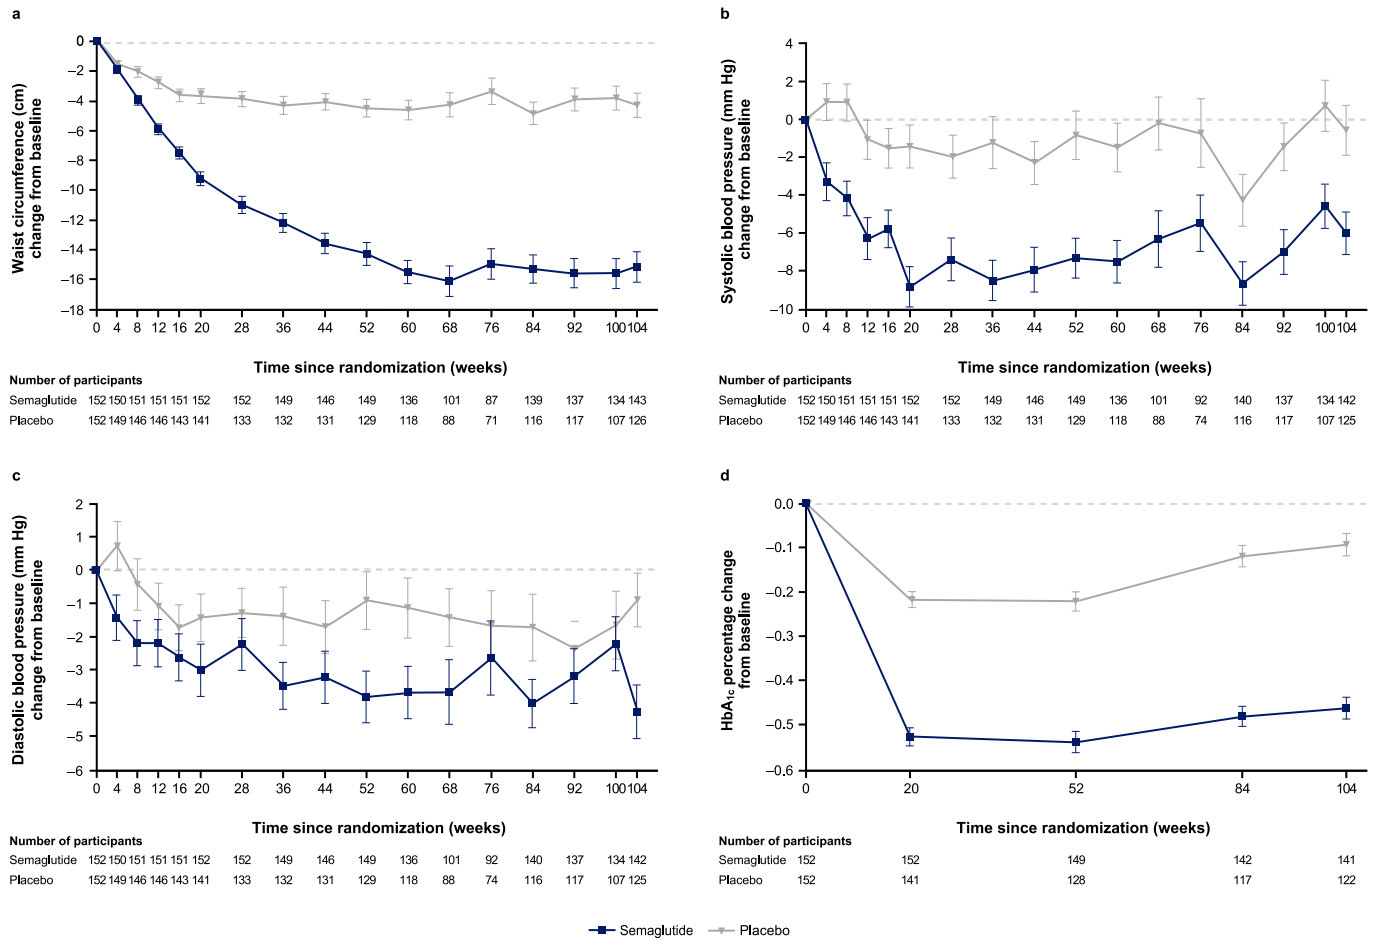 a
0
–2
–4
–6
–8
–10
–12
–14
–16
–18
Waist circumference (cm)
change from baseline
0 4 8 12 16 20 28 36 44 52 60 68 76 84 92 100 104
Time since randomization (weeks)
Number of participants
Semaglutide 152 150 151 151 151 152 152 149 146 149 136 101 87 139 137 134 143
Placebo 152 149 146 146 143 141 133 132 131 129 118 88 71 116 117 107 126
b
4
2
0
–2
–4
–6
–8
–10
Systolic blood pressure (mm Hg)
change from baseline
0 4 8 12 16 20 28 36 44 52 60 68 76 84 92 100 104
Time since randomization (weeks)
Number of participants
Semaglutide 152 150 151 151 151 152 152 149 146 149 136 101 92 140 137 134 142
Placebo 152 149 146 146 143 141 133 132 131 129 118 88 74 116 117 107 125
c
2
1
0
–1
–2
–3
–4
–5
–6
Diastolic blood pressure (mm Hg)
change from baseline
0 4 8 12 16 20 28 36 44 52 60 68 76 84 92 100 104
Time since randomization (weeks)
Number of participants
Semaglutide 152 150 151 151 151 152 152 149 146 149 136 101 92 140 137 134 142
Placebo 152 149 146 146 143 141 133 132 131 129 118 88 74 116 117 107 125
d
0.0
–0.1
–0.2
–0.3
–0.4
–0.5
–0.6
HbA1c percentage change
from baseline
0 20 52 84 104
Time since randomization (weeks)
Number of participants
Semaglutide 152 152 149 142 141
Placebo 152 141 128 117 122
Semaglutide Placebo